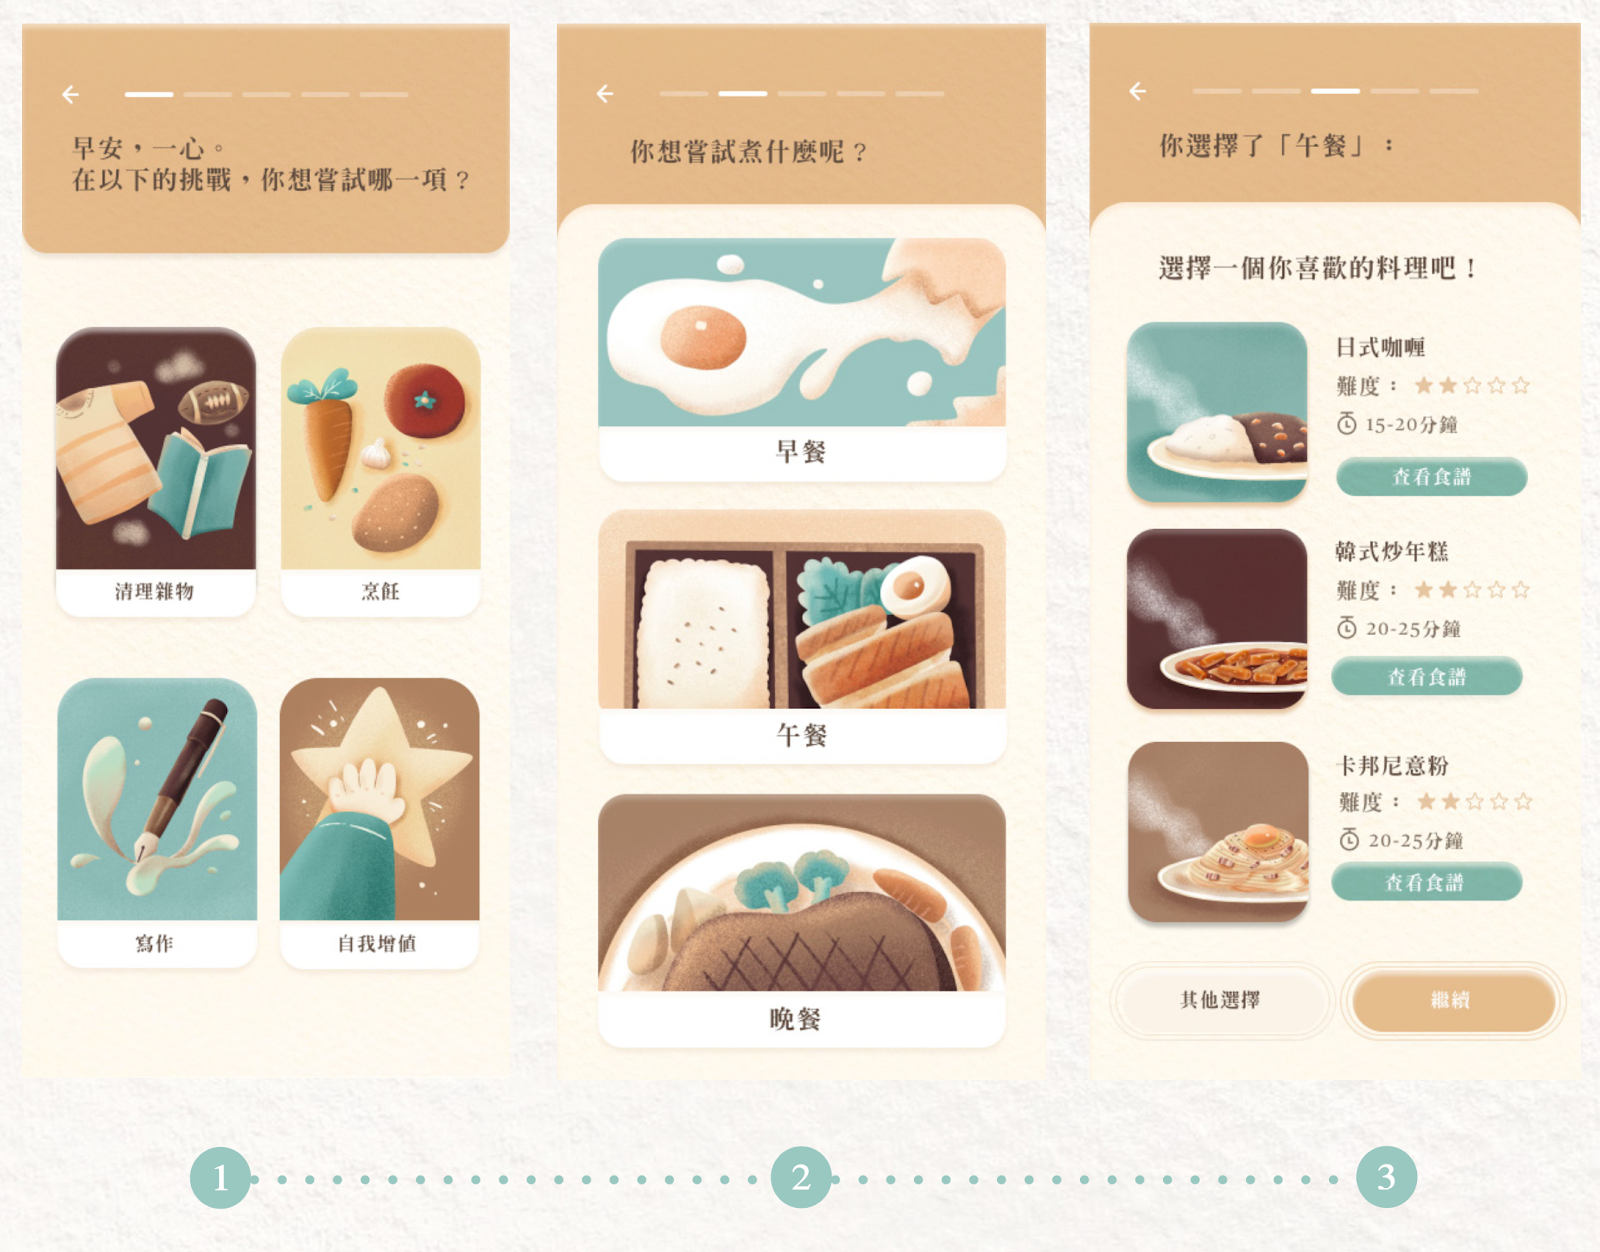 早安，一心。
在以下的挑戰，你想嘗試哪一項？
清理雜物
烹飪
寫作
自我增值
你想嘗試煮什麼呢？
早餐
午餐
晚餐
你選擇了「午餐」：
選擇一個你喜歡的料理吧！
日式咖喱
難度：
15-20分鐘
查看食譜
韓式炒年糕
難度：
20-25分鐘
查看食譜
卡邦尼意粉
難度：
20-25分鐘
查看食譜
其他選擇
繼續
1
2
3